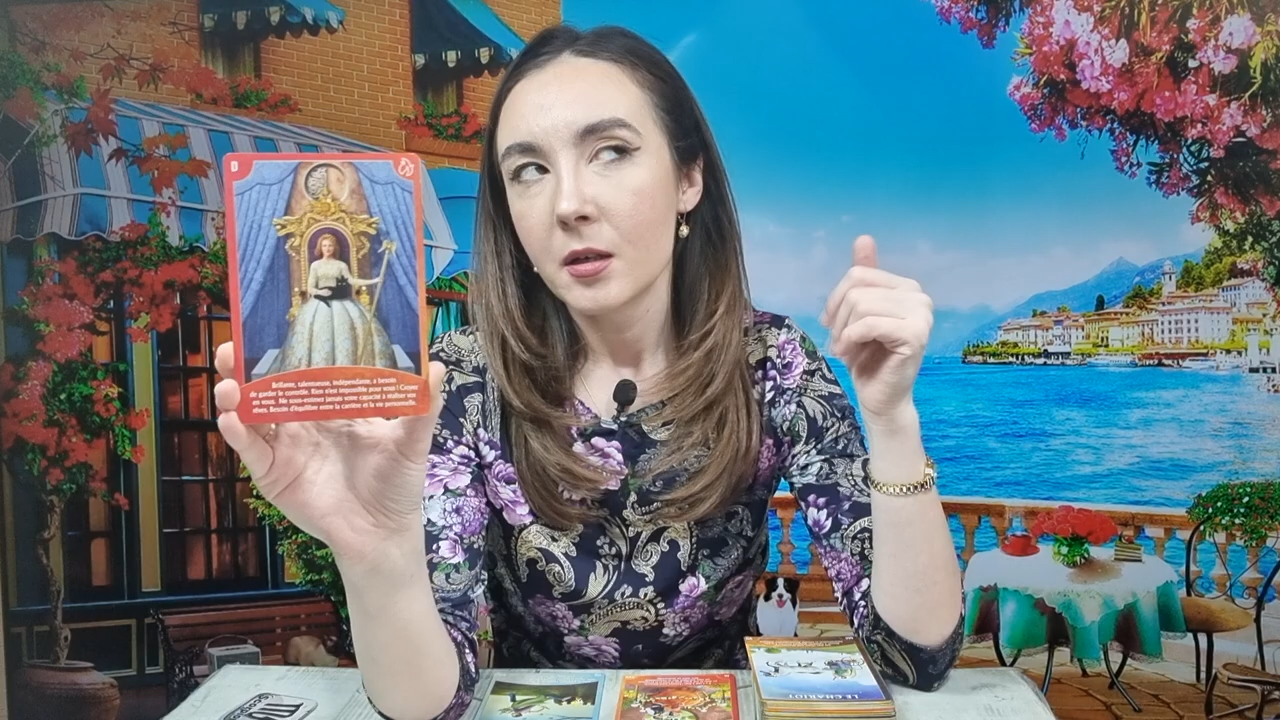 Brillante, talentueuse, indépendante, a besoin
de garder le contrôle. Rien n'est impossible pour vous ! Croyez
en vous. Ne sous-estimez jamais votre capacité à réaliser vos
rêves. Besoin d'équilibre entre la carrière et la vie personnelle.
LE CHARIOT